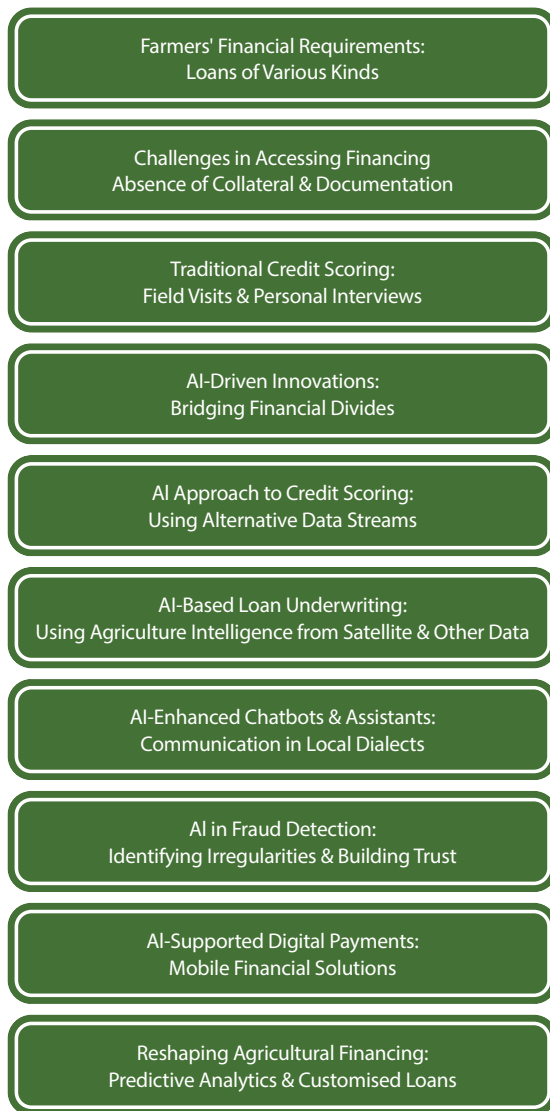 Farmers' Financial Requirements:
Loans of Various Kinds
Challenges in Accessing Financing
Absence of Collateral & Documentation
Traditional Credit Scoring:
Field Visits & Personal Interviews
AI-Driven Innovations:
Bridging Financial Divides
Al Approach to Credit Scoring:
Using Alternative Data Streams
AI-Based Loan Underwriting:
Using Agriculture Intelligence from Satellite & Other Data
AI-Enhanced Chatbots & Assistants:
Communication in Local Dialects
Al in Fraud Detection:
Identifying Irregularities & Building Trust
Al-Supported Digital Payments:
Mobile Financial Solutions
Reshaping Agricultural Financing:
Predictive Analytics & Customised Loans